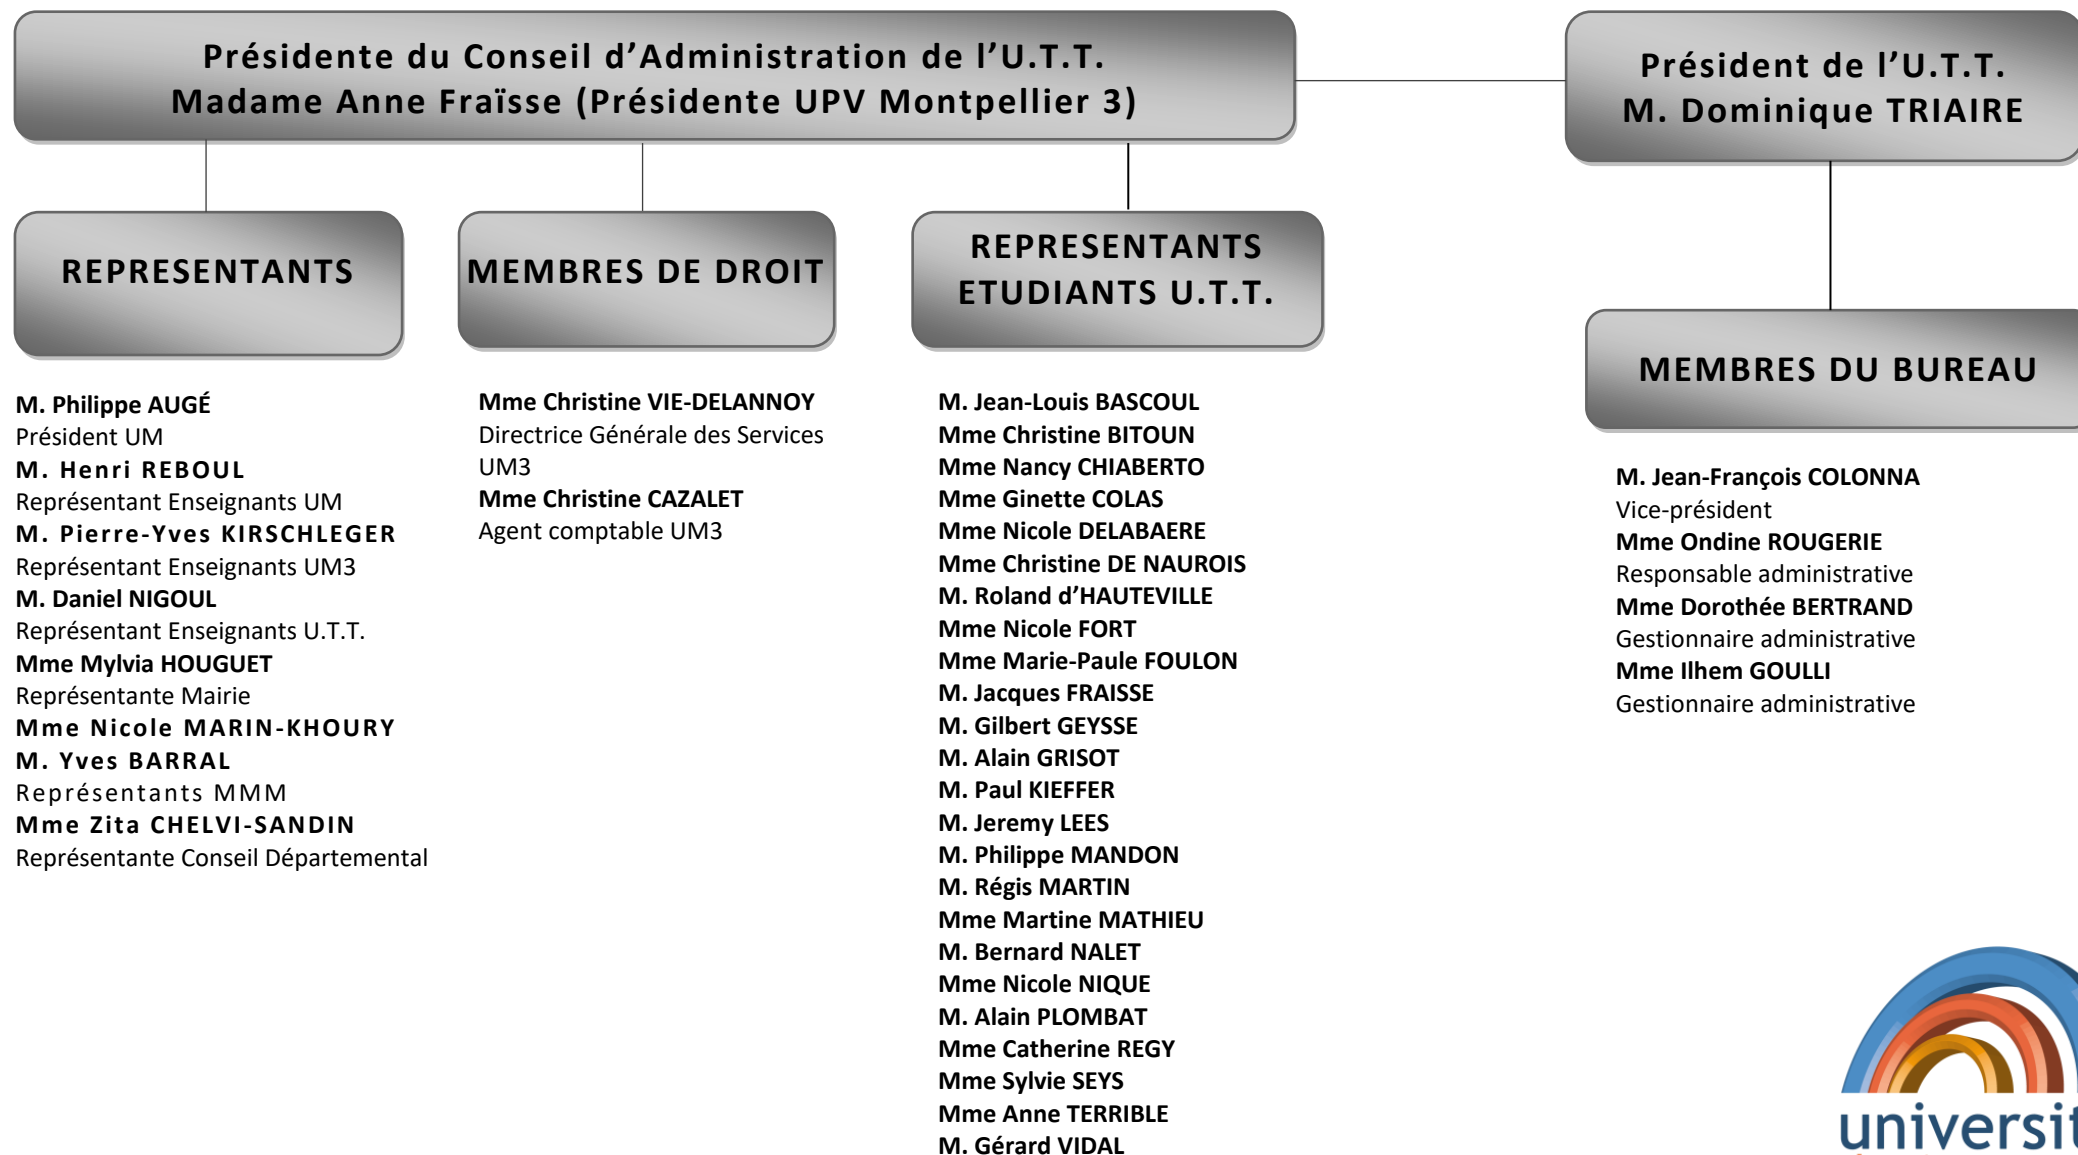 Présidente du Conseil d’Administration de l’U.T.T.
Madame Anne Fraïsse (Présidente UPV Montpellier 3)
Président de l’U.T.T.
M. Dominique TRIAIRE
REPRESENTANTS
MEMBRES DE DROIT
REPRESENTANTS
ETUDIANTS U.T.T.
MEMBRES DU BUREAU
M. Philippe AUGÉ
Président UM
M. Henri REBOUL
Représentant Enseignants UM
M. Pierre-Yves KIRSCHLEGER
Représentant Enseignants UM3
M. Daniel NIGOUL
Représentant Enseignants U.T.T.
Mme Mylvia HOUGUET
Représentante Mairie
Mme Nicole MARIN-KHOURY
M. Yves BARRAL
Représentants MMM
Mme Zita CHELVI-SANDIN
Représentante Conseil Départemental
Mme Christine VIE-DELANNOY
Directrice Générale des Services
UM3
Mme Christine CAZALET
Agent comptable UM3
M. Jean-Louis BASCOUL
Mme Christine BITOUN
Mme Nancy CHIABERTO
Mme Ginette COLAS
Mme Nicole DELABAERE
Mme Christine DE NAUROIS
M. Roland d’HAUTEVILLE
Mme Nicole FORT
Mme Marie-Paule FOULON
M. Jacques FRAISSE
M. Gilbert GEYSSE
M. Alain GRISOT
M. Paul KIEFFER
M. Jeremy LEES
M. Philippe MANDON
M. Régis MARTIN
Mme Martine MATHIEU
M. Bernard NALET
Mme Nicole NIQUE
M. Alain PLOMBAT
Mme Catherine REGY
Mme Sylvie SEYS
Mme Anne TERRIBLE
M. Gérard VIDAL
M. Jean-François COLONNA
Vice-président
Mme Ondine ROUGERIE
Responsable administrative
Mme Dorothée BERTRAND
Gestionnaire administrative
Mme Ilhem GOULLI
Gestionnaire administrative